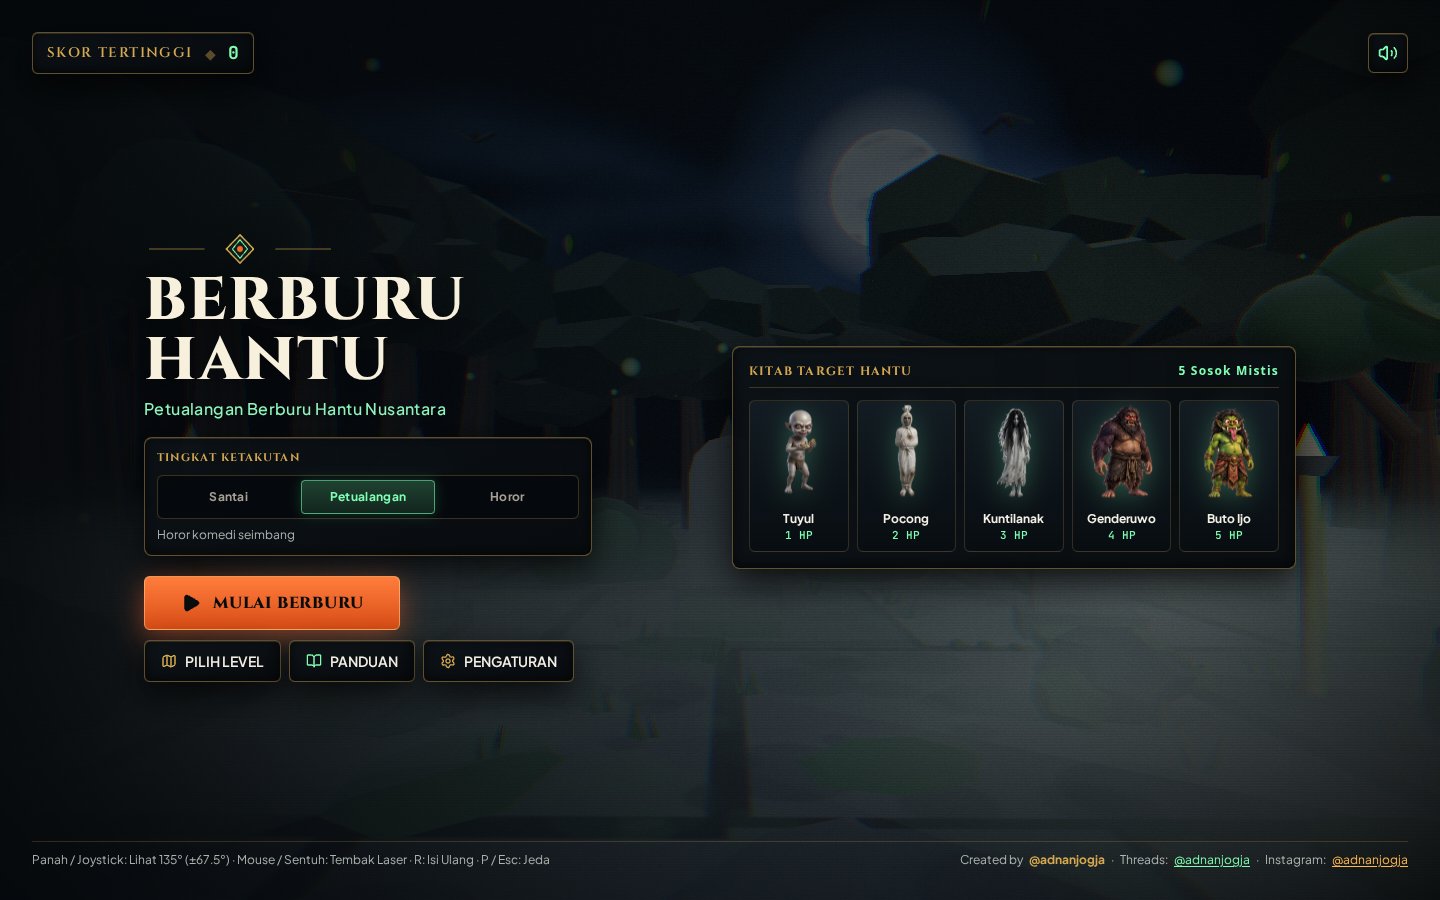 SKOR TERTINGGI ◆ 0
BERBURU
HANTU
Petualangan Berburu Hantu Nusantara
TINGKAT KETAKUTAN
Santai
Petualangan
Horor
Horor komedi seimbang
MULAI BERBURU
PILIH LEVEL
PANDUAN
PENGATURAN
KITAB TARGET HANTU
5 Sosok Mistis
Tuyul
1 HP
Pocong
2 HP
Kuntilanak
3 HP
Genderuwo
4 HP
Buto Ijo
5 HP
Panah / Joystick: Lihat 135° (±67.5°) · Mouse / Sentuh: Tembak Laser · R: Isi Ulang · P / Esc: Jeda
Created by @adnanjogja · Threads: @adnanjogja · Instagram: @adnanjogja